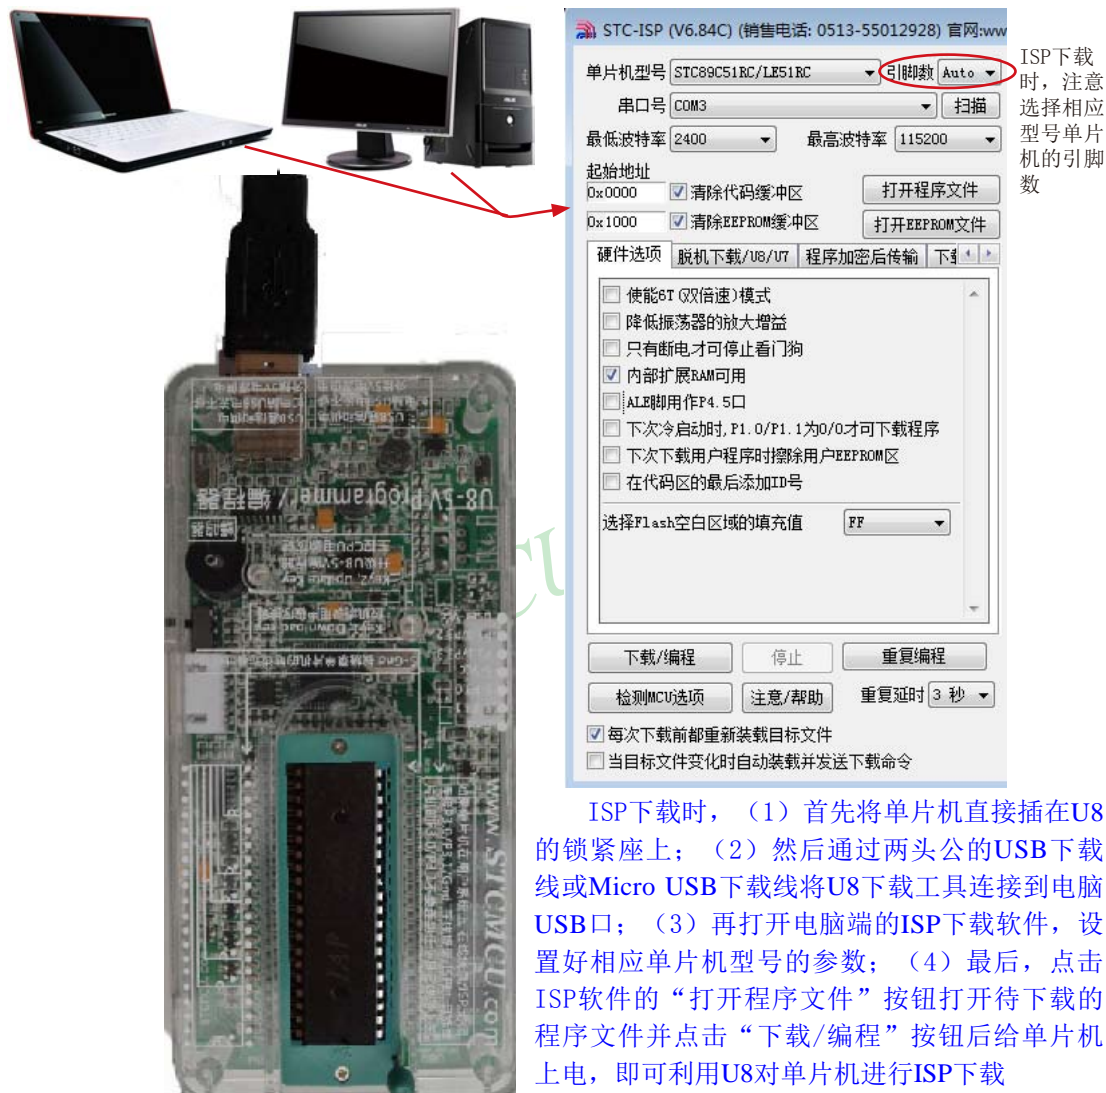 STC-ISP (V6.84C) (销售电话: 0513-55012928) 官网:ww
单片机型号 STC89C51RC/LE51RC 引脚数 Auto
串口号 COM3 扫描
最低波特率 2400 最高波特率 115200
起始地址
0x0000 清除代码缓冲区 打开程序文件
0x1000 清除EEPROM缓冲区 打开EEPROM文件
硬件选项 脱机下载/U8/U7 程序加密后传输
使能6T(双倍速)模式
降低振荡器的放大增益
只有断电才可停止看门狗
内部扩展RAM可用
ALE脚用作P4.5口
下次冷启动时,P1.0/P1.1为0/0才可下载程序
下次下载用户程序时擦除用户EEPROM区
在代码区的最后添加ID号
选择Flash空白区域的填充值 FF
下载/编程 停止 重复编程
检测MCU选项 注意/帮助 重复延时 3 秒
每次下载前都重新装载目标文件
当目标文件变化时自动装载并发送下载命令
ISP下载
时，注意
选择相应
型号单片
机的引脚
数
U8-5V Programmer / 编程器
www.STCMCU.com
ISP下载时，（1）首先将单片机直接插在U8
的锁紧座上；（2）然后通过两头公的USB下载
线或Micro USB下载线将U8下载工具连接到电脑
USB口；（3）再打开电脑端的ISP下载软件，设
置好相应单片机型号的参数；（4）最后，点击
ISP软件的“打开程序文件”按钮打开待下载的
程序文件并点击“下载/编程”按钮后给单片机
上电，即可利用U8对单片机进行ISP下载